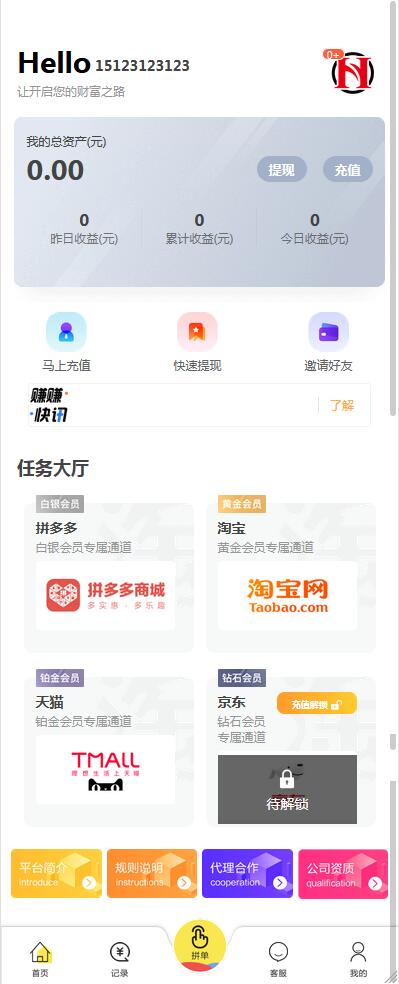 0+
Hello 15123123123
让开启您的财富之路
我的总资产(元)
0.00
提现
充值
0
0
0
昨日收益(元)
累计收益(元)
今日收益(元)
马上充值
快速提现
邀请好友
赚赚
快讯
了解
任务大厅
白银会员
拼多多
白银会员专属通道
拼多多商城
多实惠·多乐趣
黄金会员
淘宝
黄金会员专属通道
淘宝网
Taobao.com
铂金会员
天猫
铂金会员专属通道
TMALL
理想生活上天猫
钻石会员
京东
充值解锁
钻石会员
专属通道
待解锁
平台简介
introduce
规则说明
instructions
代理合作
cooperation
公司资质
qualification
首页
记录
拼单
客服
我的